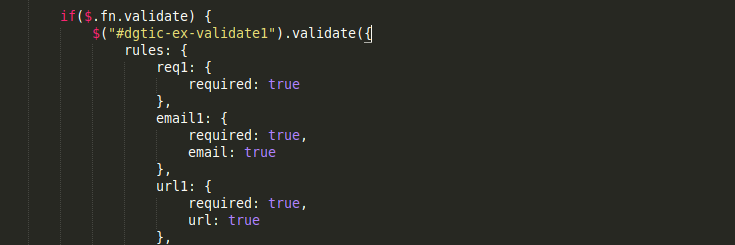 if($.fn.validate) {
$("#dgtic-ex-validate1").validate({
rules: {
req1: {
required: true
},
email1: {
required: true,
email: true
},
url1: {
required: true,
url: true
},